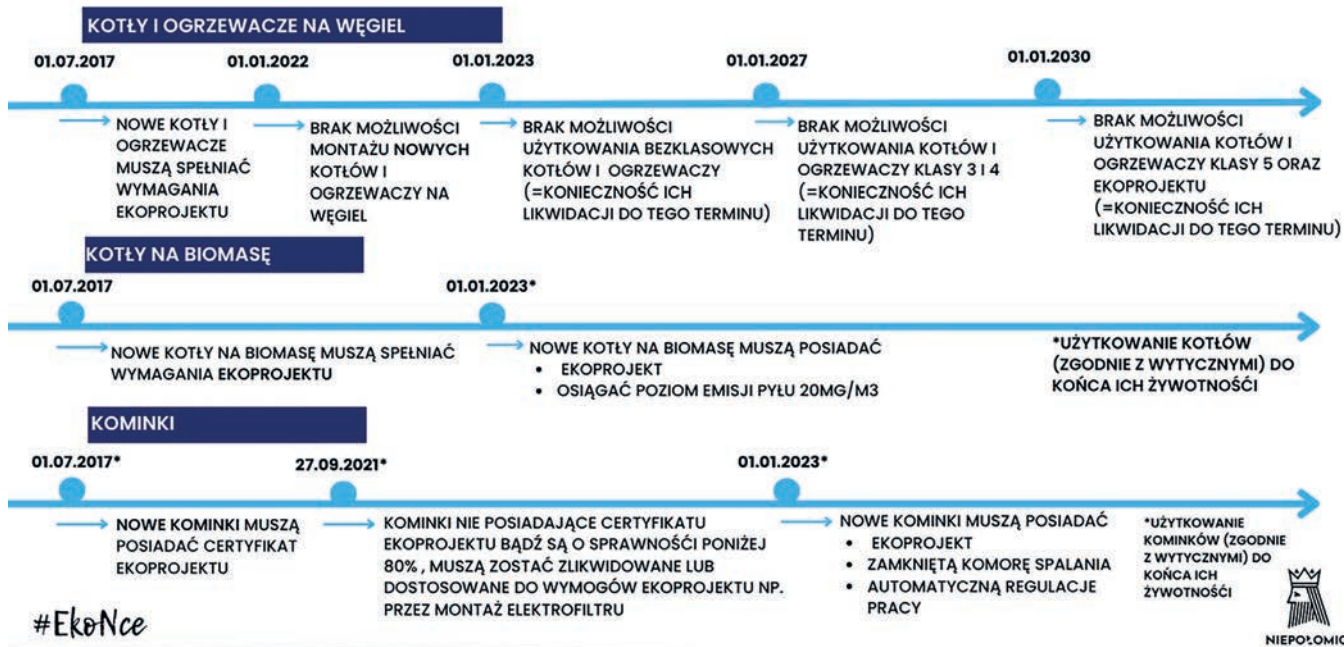 KOTŁY I OGRZEWACZE NA WĘGIEL
01.07.2017
NOWE KOTŁY I
OGRZEWACZE
MUSZĄ SPEŁNIAĆ
WYMAGANIA
EKOPROJEKTU
01.01.2022
BRAK MOŻLIWOŚCI
MONTAŻU NOWYCH
KOTŁÓW I
OGRZEWACZY NA
WĘGIEL
01.01.2023
BRAK MOŻLIWOŚCI
UŻYTKOWANIA BEZKLASOWYCH
KOTŁÓW I OGRZEWACZY
(=KONIECZNOŚĆ ICH
LIKWIDACJI DO TEGO TERMINU)
01.01.2027
BRAK MOŻLIWOŚCI
UŻYTKOWANIA KOTŁÓW I
OGRZEWACZY KLASY 3 I 4
(=KONIECZNOŚĆ ICH
LIKWIDACJI DO TEGO
TERMINU)
01.01.2030
BRAK MOŻLIWOŚCI
UŻYTKOWANIA KOTŁÓW I
OGRZEWACZY KLASY 5 ORAZ
EKOPROJEKTU
(=KONIECZNOŚĆ ICH
LIKWIDACJI DO TEGO TERMINU)
KOTŁY NA BIOMASĘ
01.07.2017
NOWE KOTŁY NA BIOMASĘ MUSZĄ SPEŁNIAĆ
WYMAGANIA EKOPROJEKTU
01.01.2023*
NOWE KOTŁY NA BIOMASĘ MUSZĄ POSIADAĆ
• EKOPROJEKT
• OSIĄGAĆ POZIOM EMISJI PYŁU 20MG/M3
*UŻYTKOWANIE KOTŁÓW
(ZGODNIE Z WYTYCZNYMI) DO
KOŃCA ICH ŻYWOTNOŚĆI
KOMINKI
01.07.2017*
NOWE KOMINKI MUSZĄ
POSIADAĆ CERTYFIKAT
EKOPROJEKTU
27.09.2021*
KOMINKI NIE POSIADAJĄCE CERTYFIKATU
EKOPROJEKTU BĄDŹ SĄ O SPRAWNOŚĆI PONIŻEJ
80% , MUSZĄ ZOSTAĆ ZLIKWIDOWANE LUB
DOSTOSOWANE DO WYMOGÓW EKOPROJEKTU NP.
PRZEZ MONTAŻ ELEKTROFILTRU
01.01.2023*
NOWE KOMINKI MUSZĄ POSIADAĆ
• EKOPROJEKT
• ZAMKNIĘTĄ KOMORĘ SPALANIA
• AUTOMATYCZNĄ REGULACJE
PRACY
*UŻYTKOWANIE
KOMINKÓW (ZGODNIE
Z WYTYCZNYMI) DO
KOŃCA ICH
ŻYWOTNOŚĆI
#EkoNce